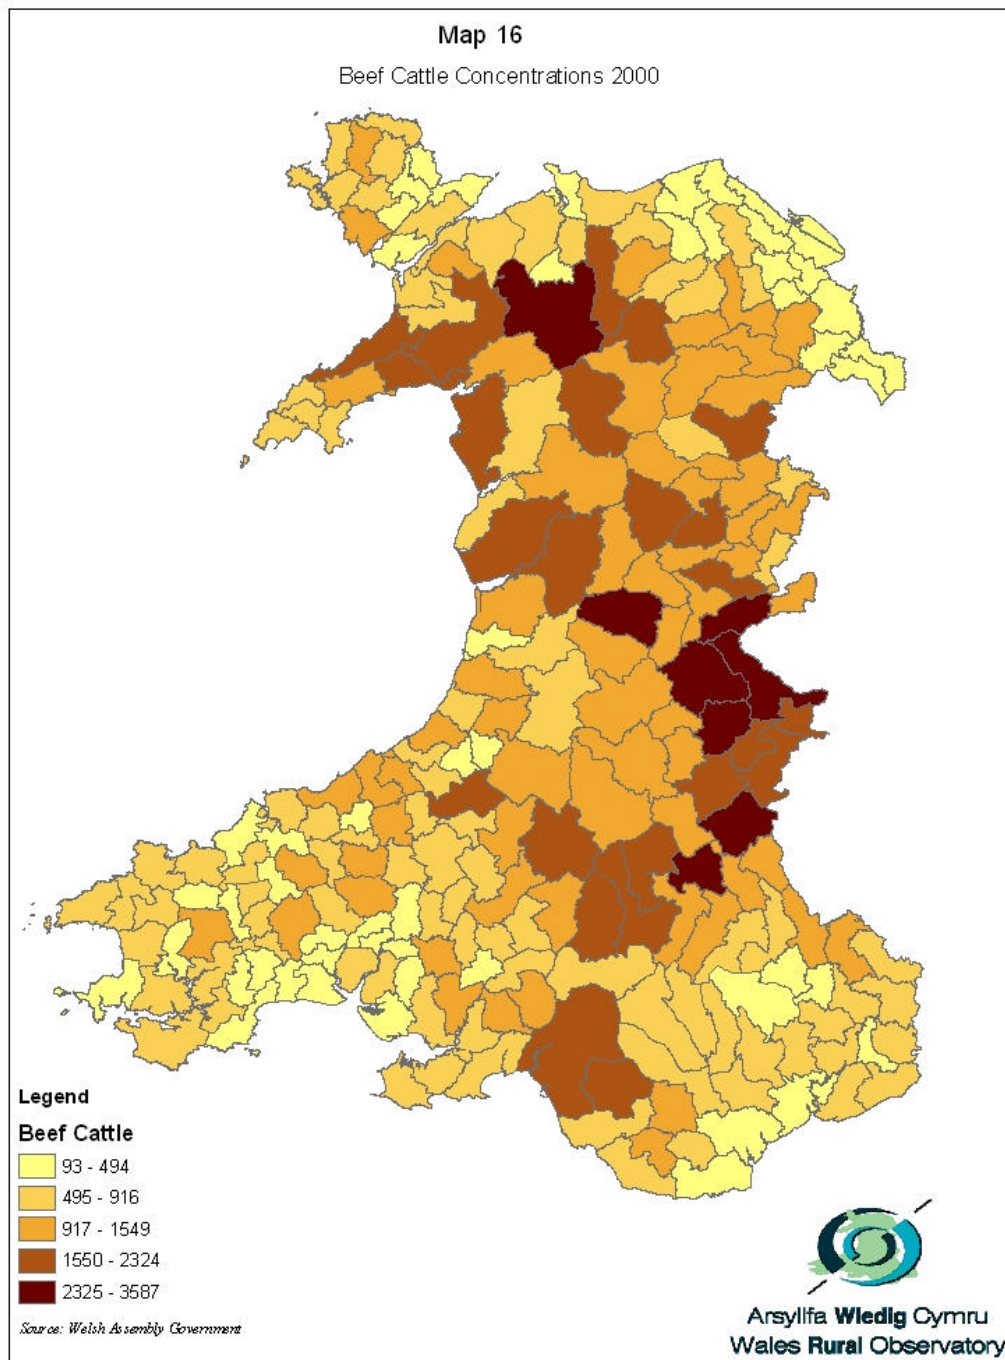 Map 16
Beef Cattle Concentrations 2000
Legend
Beef Cattle
93 - 494
495 - 916
917 - 1549
1550 - 2324
2325 - 3587
Source: Welsh Assembly Government
Arsyllfa Wledig Cymru
Wales Rural Observatory